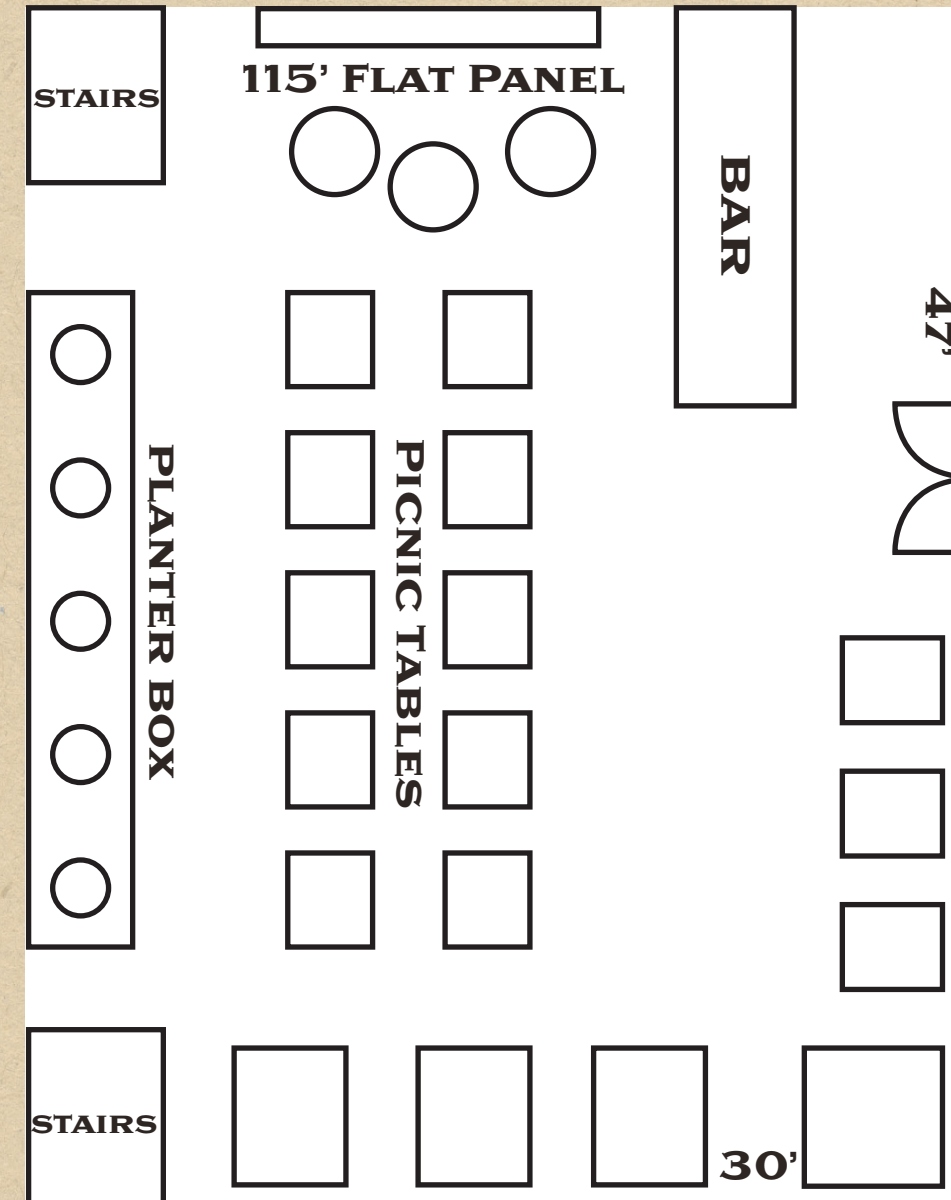 STAIRS
115’ FLAT PANEL
BAR
47’
PLANTER BOX
PICNIC TABLES
STAIRS
30’